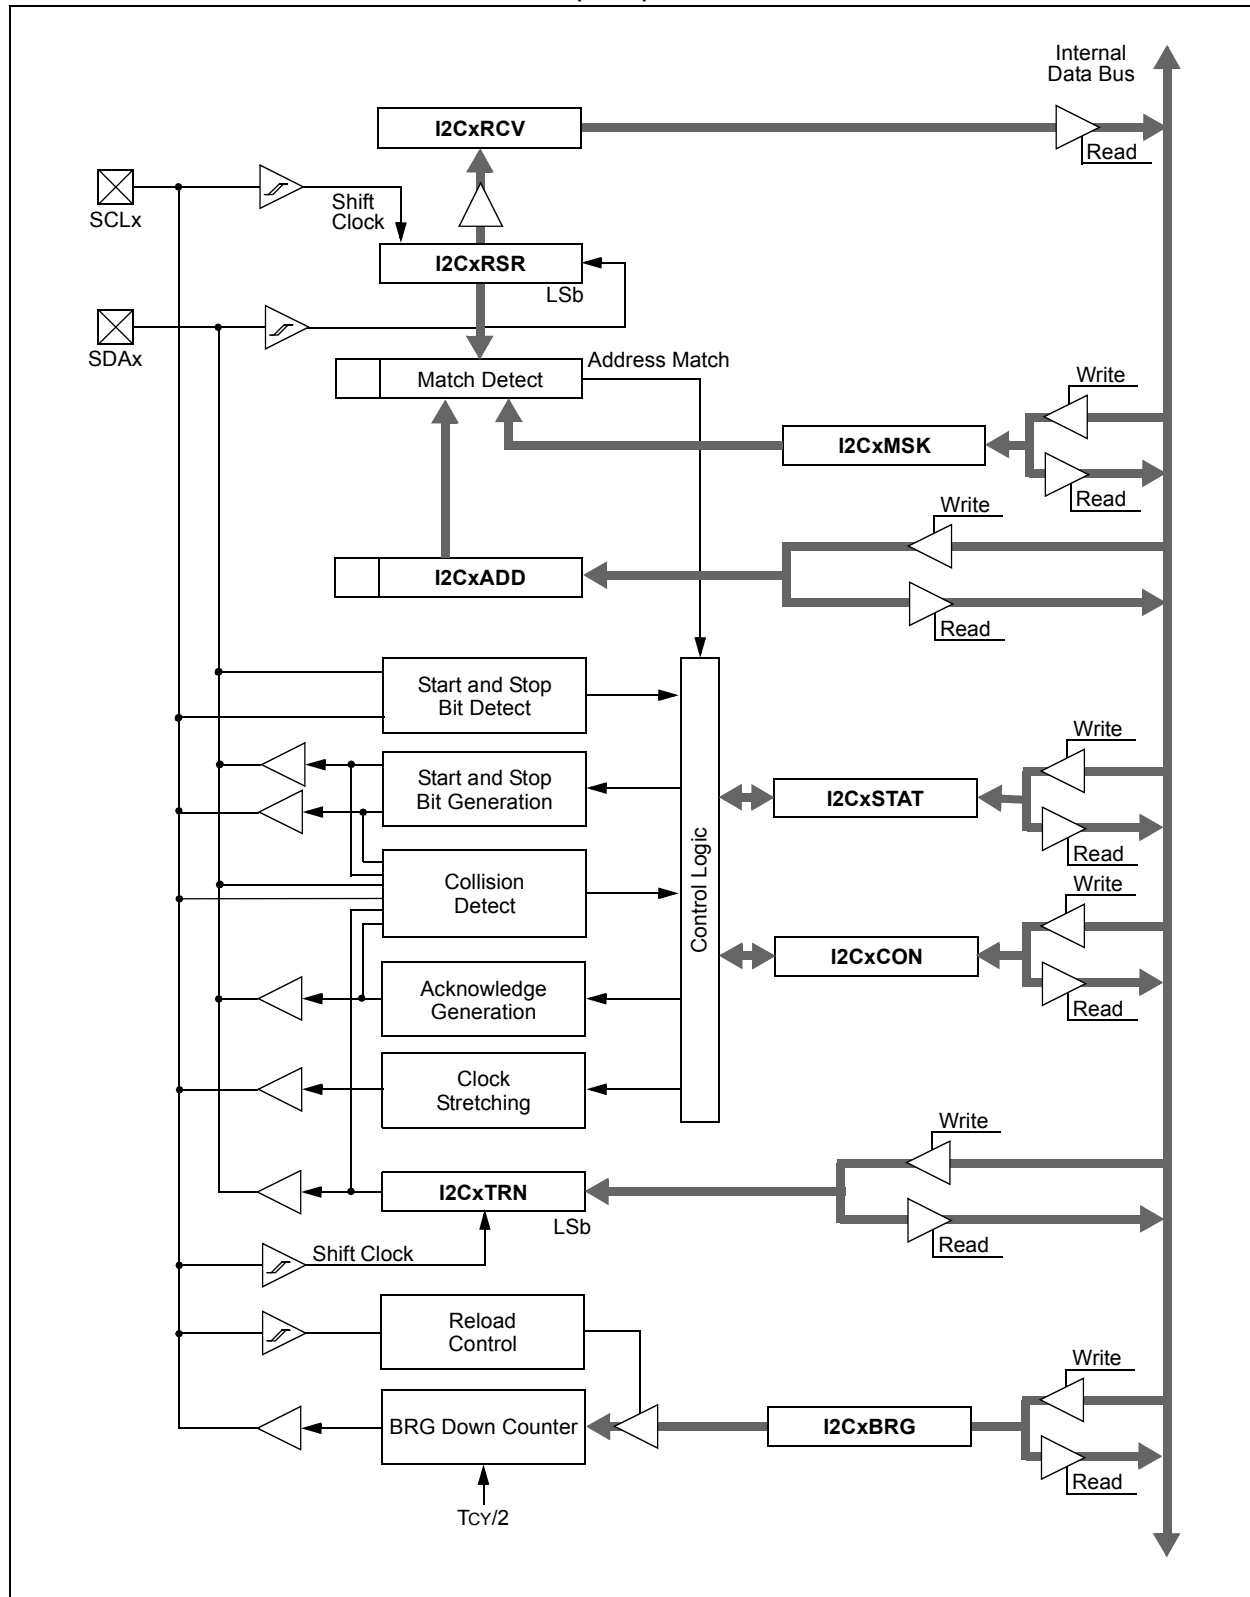 Internal
Data Bus
I2CxRCV
Read
SCLx
Shift
Clock
I2CxRSR
LSb
SDAx
Address Match
Match Detect
Write
I2CxMSK
Read
Write
I2CxADD
Read
Start and Stop
Bit Detect
Write
Start and Stop
Bit Generation
I2CxSTAT
Read
Control Logic
Collision
Detect
Write
I2CxCON
Acknowledge
Generation
Read
Clock
Stretching
Write
I2CxTRN
LSb
Read
Shift Clock
Reload
Control
Write
BRG Down Counter
I2CxBRG
Read
TCY/2